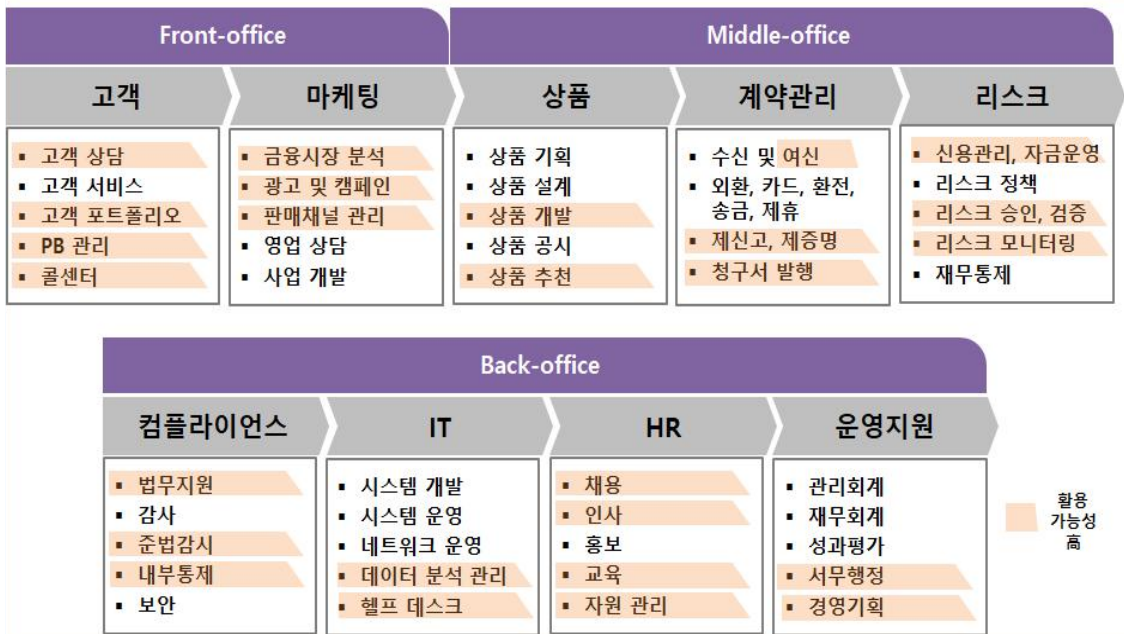 Front-office
Middle-office
고객
마케팅
상품
계약관리
리스크
▪ 고객 상담
▪ 고객 서비스
▪ 고객 포트폴리오
▪ PB 관리
▪ 콜센터
▪ 금융시장 분석
▪ 광고 및 캠페인
▪ 판매채널 관리
▪ 영업 상담
▪ 사업 개발
▪ 상품 기획
▪ 상품 설계
▪ 상품 개발
▪ 상품 공시
▪ 상품 추천
▪ 수신 및 여신
▪ 외환, 카드, 환전,
송금, 제휴
▪ 제신고, 제증명
▪ 청구서 발행
▪ 신용관리, 자금운영
▪ 리스크 정책
▪ 리스크 승인, 검증
▪ 리스크 모니터링
▪ 재무통제
Back-office
컴플라이언스
IT
HR
운영지원
▪ 법무지원
▪ 감사
▪ 준법감시
▪ 내부통제
▪ 보안
▪ 시스템 개발
▪ 시스템 운영
▪ 네트워크 운영
▪ 데이터 분석 관리
▪ 헬프 데스크
▪ 채용
▪ 인사
▪ 홍보
▪ 교육
▪ 자원 관리
▪ 관리회계
▪ 재무회계
▪ 성과평가
▪ 서무행정
▪ 경영기획
활용
가능성
高